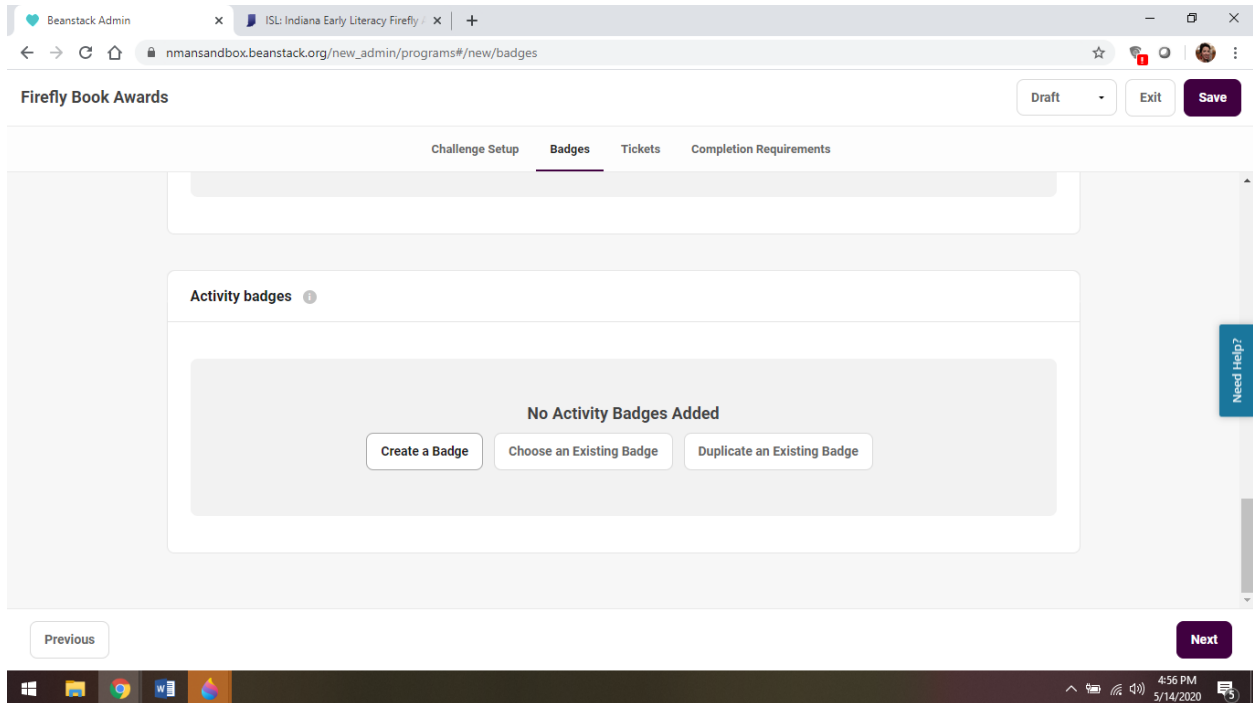 Beanstack Admin
ISL: Indiana Early Literacy Firefly
nmansandbox.beanstack.org/new_admin/programs#/new/badges
Firefly Book Awards
Draft
Exit
Save
Challenge Setup
Badges
Tickets
Completion Requirements
Activity badges
No Activity Badges Added
Create a Badge
Choose an Existing Badge
Duplicate an Existing Badge
Need Help?
Previous
Next
4:56 PM
5/14/2020
5